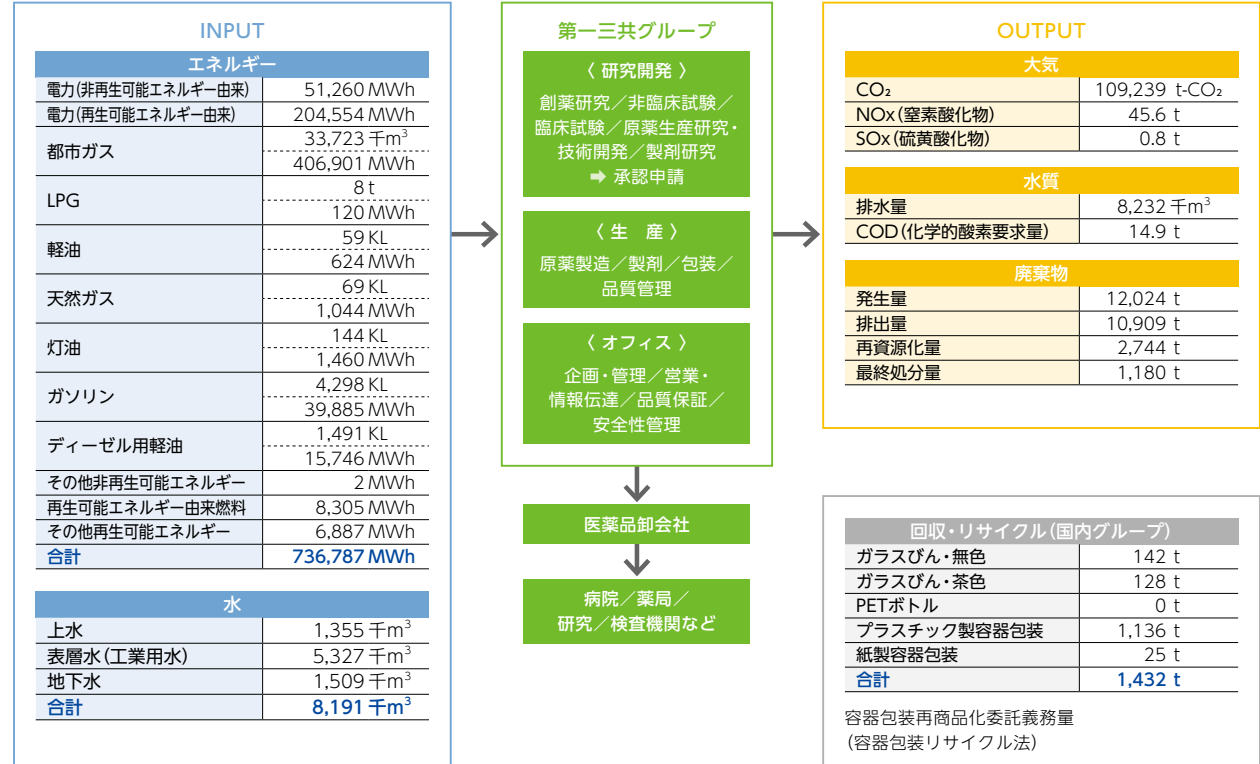 INPUT
エネルギー
電力(非再生可能エネルギー由来) 51,260 MWh
電力(再生可能エネルギー由来) 204,554 MWh
都市ガス 33,723 千m³
406,901 MWh
LPG 8 t
120 MWh
軽油 59 KL
624 MWh
天然ガス 69 KL
1,044 MWh
灯油 144 KL
1,460 MWh
ガソリン 4,298 KL
39,885 MWh
ディーゼル用軽油 1,491 KL
15,746 MWh
その他非再生可能エネルギー 2 MWh
再生可能エネルギー由来燃料 8,305 MWh
その他再生可能エネルギー 6,887 MWh
合計 736,787 MWh
水
上水 1,355 千m³
表層水(工業用水) 5,327 千m³
地下水 1,509 千m³
合計 8,191 千m³
第一三共グループ
〈 研究開発 〉
創薬研究／非臨床試験／
臨床試験／原薬生産研究・
技術開発／製剤研究
➡ 承認申請
〈 生　産 〉
原薬製造／製剤／包装／
品質管理
〈 オフィス 〉
企画・管理／営業・
情報伝達／品質保証／
安全性管理
医薬品卸会社
病院／薬局／
研究／検査機関など
OUTPUT
大気
CO₂ 109,239 t-CO₂
NOx(窒素酸化物) 45.6 t
SOx(硫黄酸化物) 0.8 t
水質
排水量 8,232 千m³
COD(化学的酸素要求量) 14.9 t
廃棄物
発生量 12,024 t
排出量 10,909 t
再資源化量 2,744 t
最終処分量 1,180 t
回収・リサイクル(国内グループ)
ガラスびん・無色 142 t
ガラスびん・茶色 128 t
PETボトル 0 t
プラスチック製容器包装 1,136 t
紙製容器包装 25 t
合計 1,432 t
容器包装再商品化委託義務量
(容器包装リサイクル法)